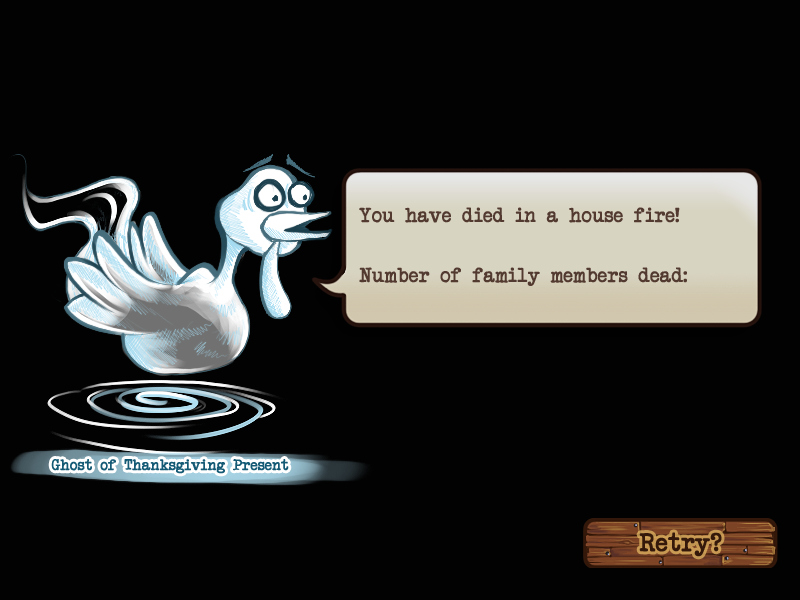 You have died in a house fire!
Number of family members dead:
Ghost of Thanksgiving Present
Retry?